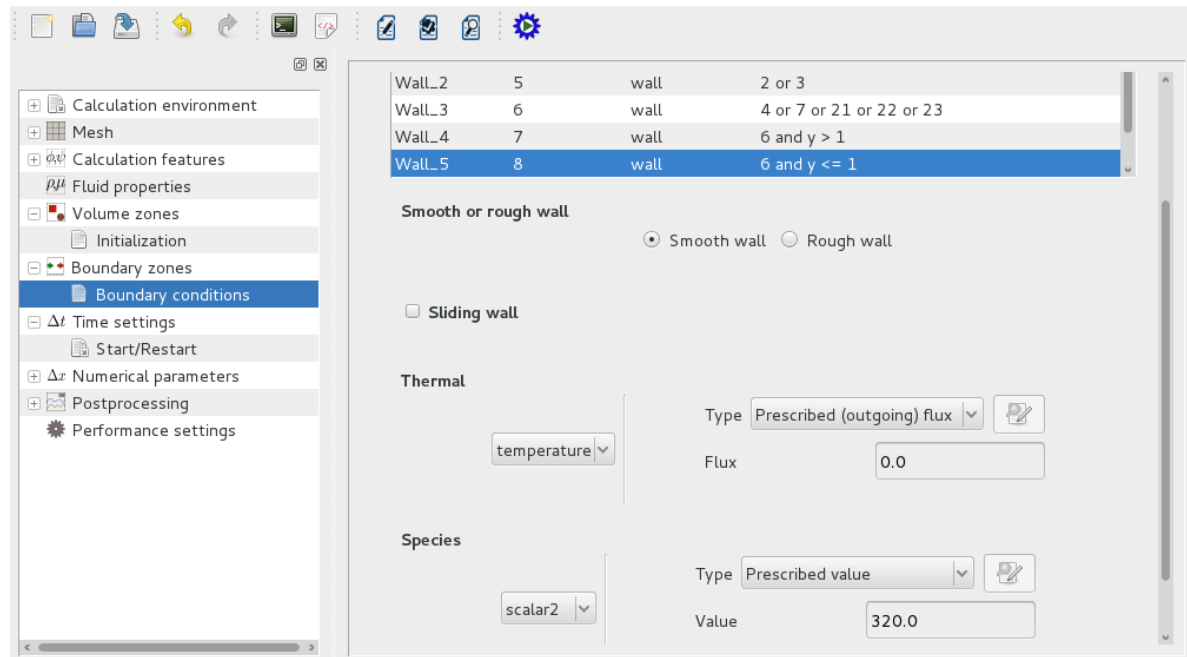 Calculation environment
Mesh
Calculation features
Fluid properties
Volume zones
Initialization
Boundary zones
Boundary conditions
Δt Time settings
Start/Restart
Δx Numerical parameters
Postprocessing
Performance settings
Wall_2 5 wall 2 or 3
Wall_3 6 wall 4 or 7 or 21 or 22 or 23
Wall_4 7 wall 6 and y > 1
Wall_5 8 wall 6 and y <= 1
Smooth or rough wall
Smooth wall Rough wall
Sliding wall
Thermal
Type Prescribed (outgoing) flux
temperature
Flux 0.0
Species
Type Prescribed value
scalar2
Value 320.0